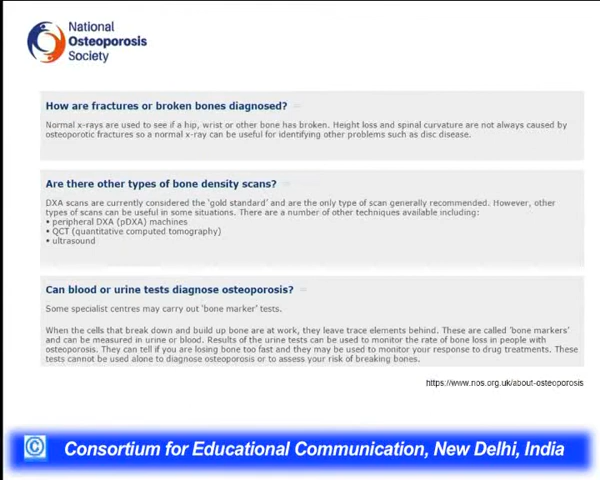 National
Osteoporosis
Society
How are fractures or broken bones diagnosed?
Normal x-rays are used to see if a hip, wrist or other bone has broken. Height loss and spinal curvature are not always caused by
osteoporotic fractures so a normal x-ray can be useful for identifying other problems such as disc disease.
Are there other types of bone density scans?
DXA scans are currently considered the 'gold standard' and are the only type of scan generally recommended. However, other
types of scans can be useful in some situations. There are a number of other techniques available including:
• peripheral DXA (pDXA) machines
• QCT (quantitative computed tomography)
• ultrasound
Can blood or urine tests diagnose osteoporosis?
Some specialist centres may carry out 'bone marker' tests.
When the cells that break down and build up bone are at work, they leave trace elements behind. These are called 'bone markers'
and can be measured in urine or blood. Results of the urine tests can be used to monitor the rate of bone loss in people with
osteoporosis. They can tell if you are losing bone too fast and they may be used to monitor your response to drug treatments. These
tests cannot be used alone to diagnose osteoporosis or to assess your risk of breaking bones.
https://www.nos.org.uk/about-osteoporosis
© Consortium for Educational Communication, New Delhi, India